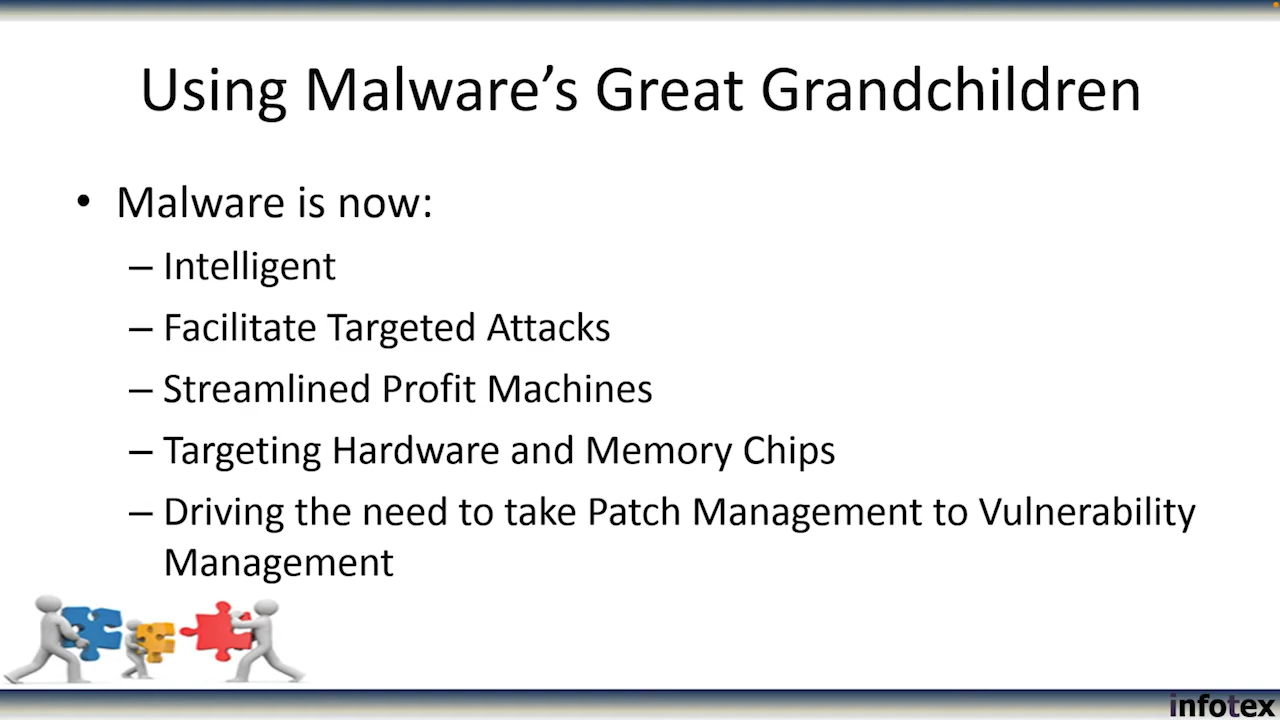 Using Malware’s Great Grandchildren
• Malware is now:
– Intelligent
– Facilitate Targeted Attacks
– Streamlined Profit Machines
– Targeting Hardware and Memory Chips
– Driving the need to take Patch Management to Vulnerability
Management
infotex